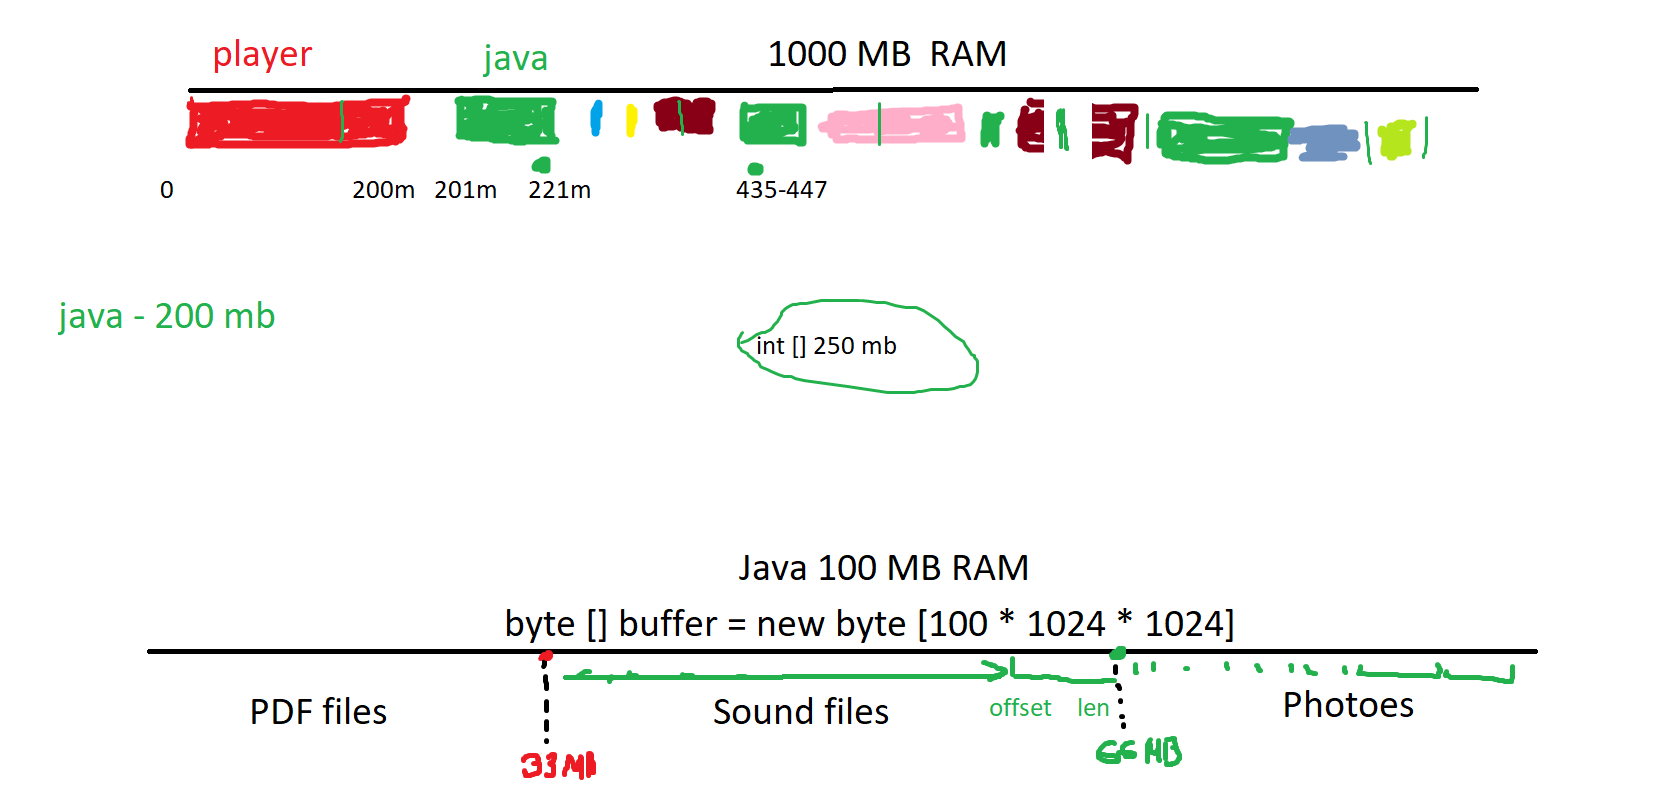 player
java
1000 MB RAM
0
200m
201m
221m
435-447
java - 200 mb
int [] 250 mb
Java 100 MB RAM
byte [] buffer = new byte [100 * 1024 * 1024]
PDF files
Sound files
offset
len
Photoes
33 Mb
66 MB